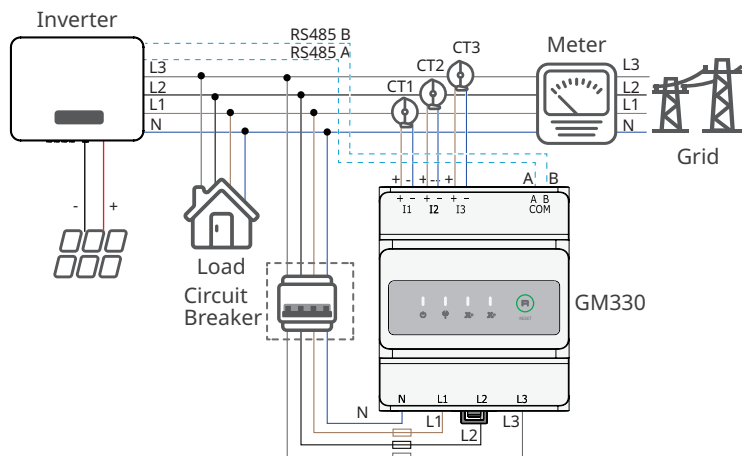 Inverter
RS485 B
RS485 A
CT3
CT2
CT1
Meter
L3
L2
L1
N
L3
L2
L1
N
Grid
- +
+ - + - + -
A B
+ - + - + -
I1 I2 I3
A B
COM
Load
Circuit
Breaker
GM330
RESET
N L1 L2 L3
N
L1
L2
L3